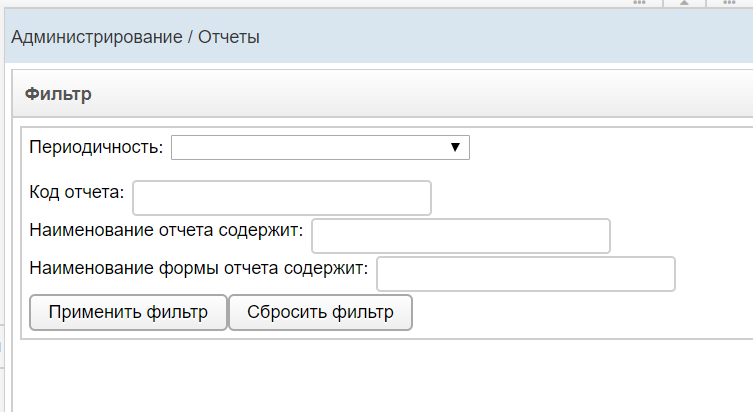 Администрирование / Отчеты
Фильтр
Периодичность:
Код отчета:
Наименование отчета содержит:
Наименование формы отчета содержит:
Применить фильтр Сбросить фильтр